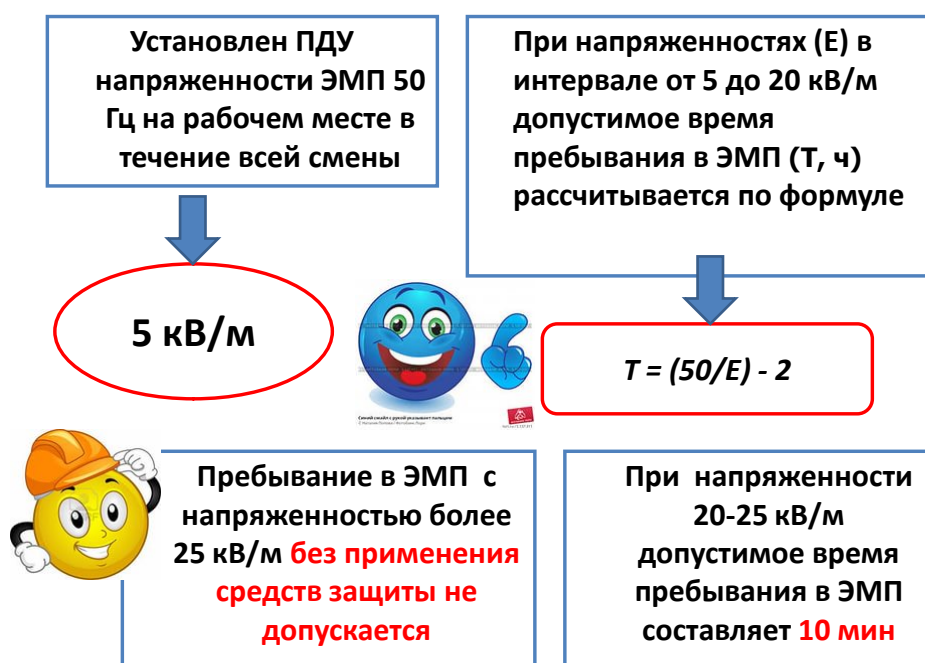 Установлен ПДУ
напряженности ЭМП 50
Гц на рабочем месте в
течение всей смены
При напряженностях (Е) в
интервале от 5 до 20 кВ/м
допустимое время
пребывания в ЭМП (Т, ч)
рассчитывается по формуле
5 кВ/м
T = (50/E) - 2
Пребывание в ЭМП с
напряженностью более
25 кВ/м без применения
средств защиты не
допускается
При напряженности
20-25 кВ/м
допустимое время
пребывания в ЭМП
составляет 10 мин